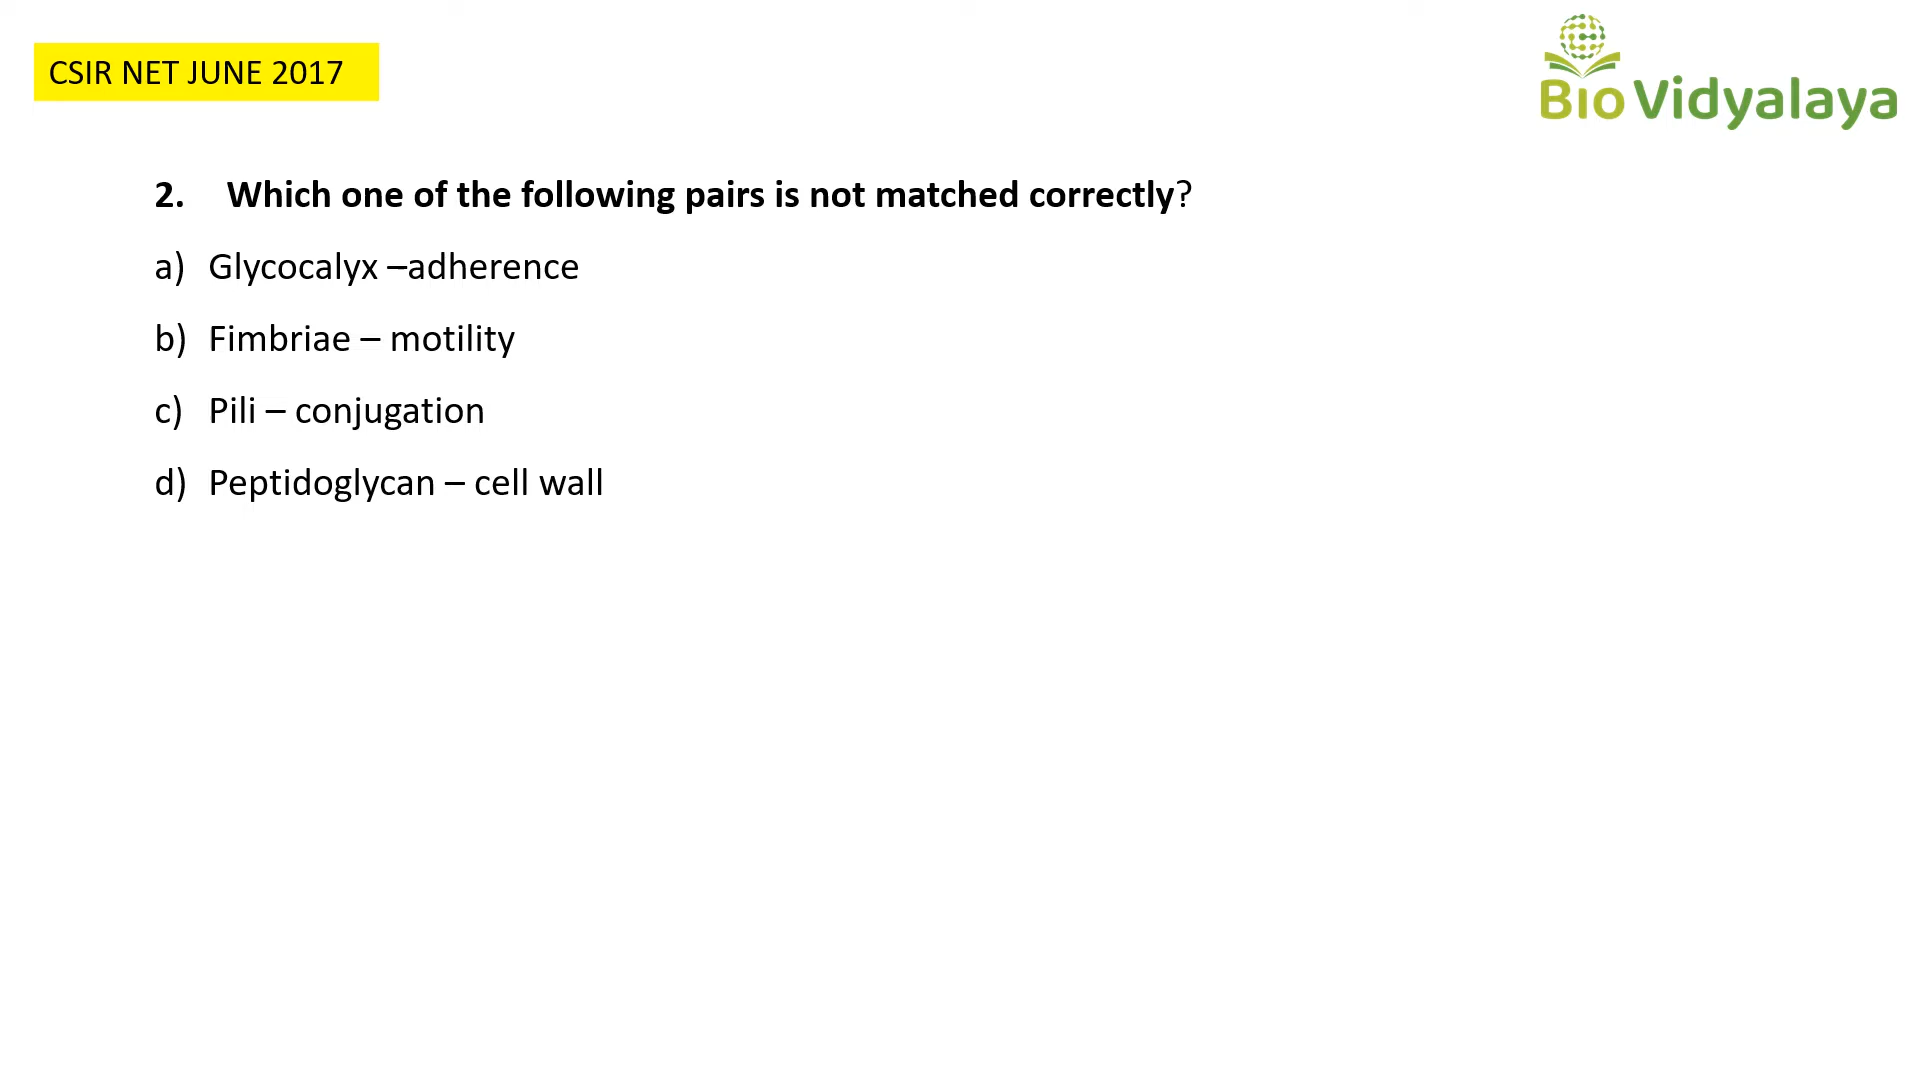 CSIR NET JUNE 2017
Bio Vidyalaya
2. Which one of the following pairs is not matched correctly?
a) Glycocalyx –adherence
b) Fimbriae – motility
c) Pili – conjugation
d) Peptidoglycan – cell wall